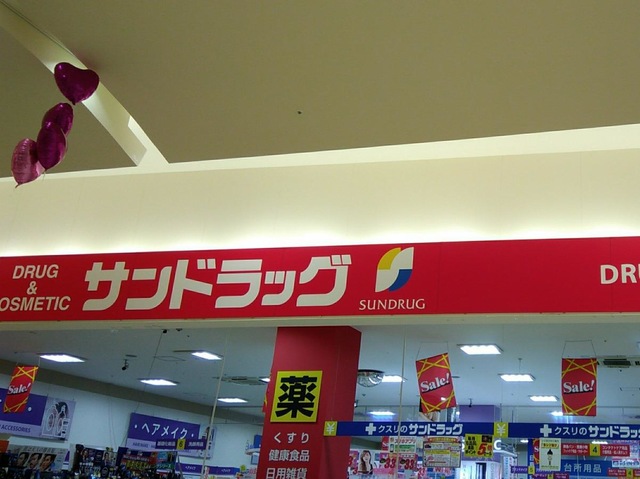 DRUG
&
OSMETIC
サンドラッグ
SUNDRUG
DRU
Sale!
Sale!
Sale!
ACCESSORIES
ヘアメイク
薬
くすり
健康食品
日用雑貨
クスリのサンドラッグ
クスリのサンドラッグ
4
台所用品